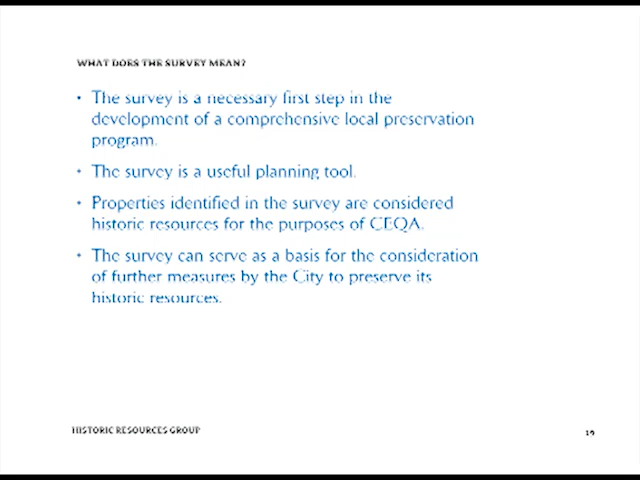 WHAT DOES THE SURVEY MEAN?
• The survey is a necessary first step in the
development of a comprehensive local preservation
program.
• The survey is a useful planning tool.
• Properties identified in the survey are considered
historic resources for the purposes of CEQA.
• The survey can serve as a basis for the consideration
of further measures by the City to preserve its
historic resources.
HISTORIC RESOURCES GROUP
19